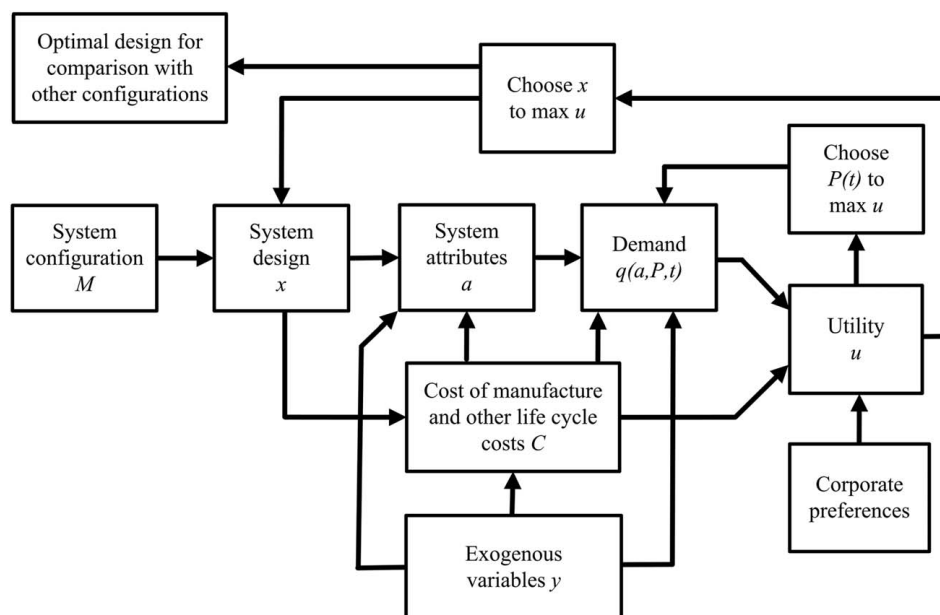 Optimal design for
comparison with
other configurations
Choose x
to max u
Choose
P(t) to
max u
System
configuration
M
System
design
x
System
attributes
a
Demand
q(a,P,t)
Utility
u
Cost of manufacture
and other life cycle
costs C
Corporate
preferences
Exogenous
variables y